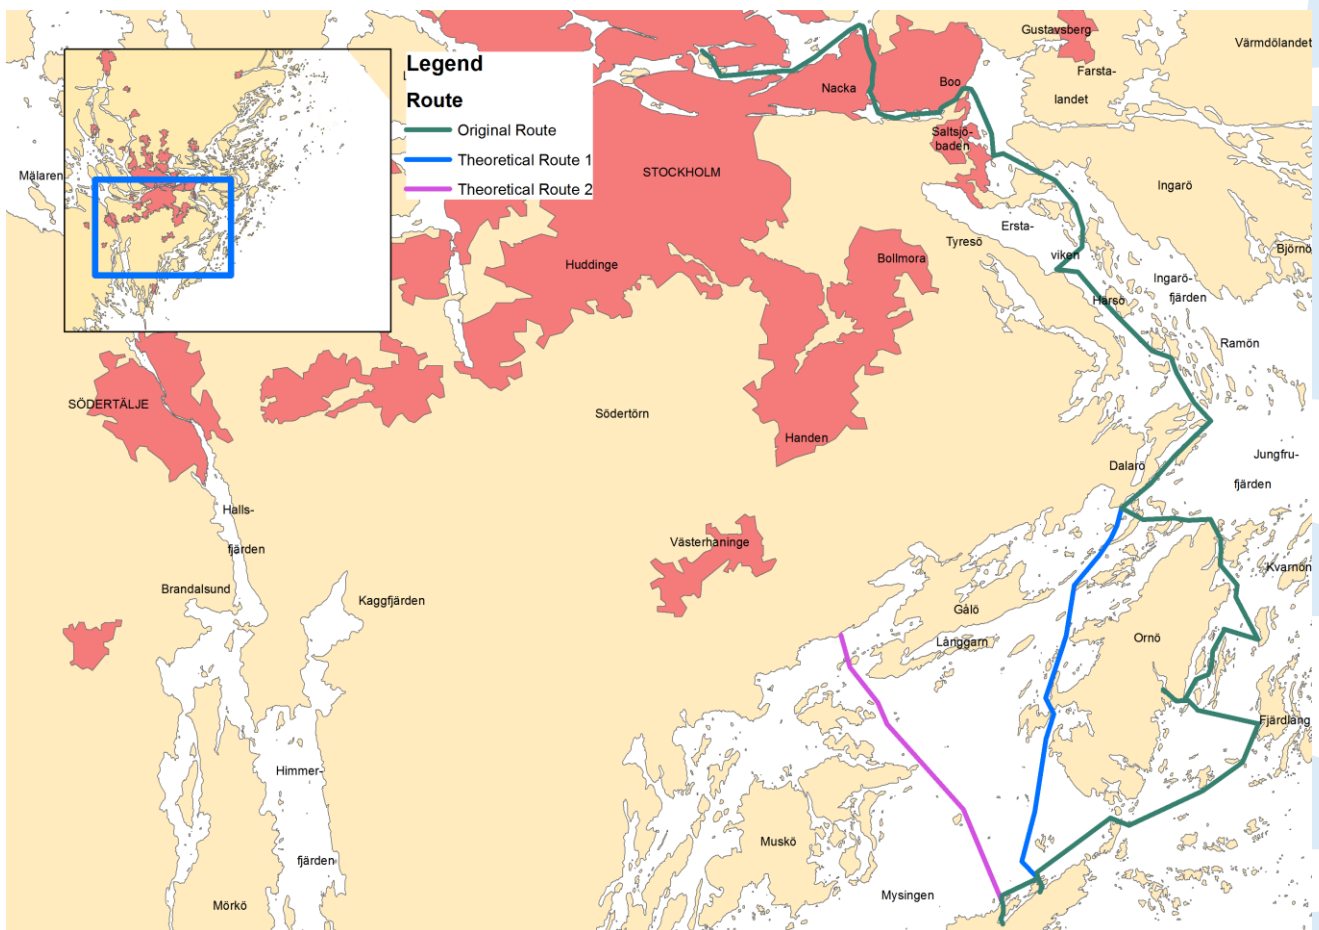 Gustavsberg
Värmdölandet
Legend
Route
Original Route
Theoretical Route 1
Theoretical Route 2
Farsta-
landet
Nacka
Boo
Saltsjö-
baden
STOCKHOLM
Mälaren
Ingarö
Ersta-
viken
Tyresö
Björnö
Bollmora
Huddinge
Ingarö-
fjärden
Härsö
Ramön
SÖDERTÄLJE
Södertörn
Handen
Dalarö
Jungfru-
fjärden
Halls-
fjärden
Västerhaninge
Kvarnön
Brandalsund
Kaggfjärden
Gålö
Långgarn
Ornö
Fjärdlång
Himmer-
fjärden
Muskö
Mysingen
Mörkö